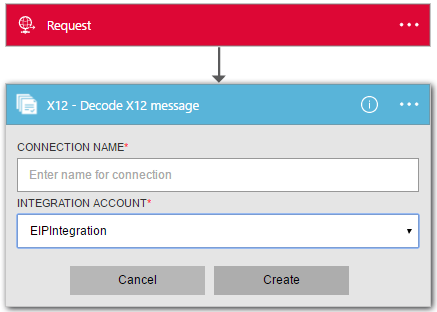 Request
X12 - Decode X12 message
CONNECTION NAME*
Enter name for connection
INTEGRATION ACCOUNT*
EIPIntegration
Cancel Create